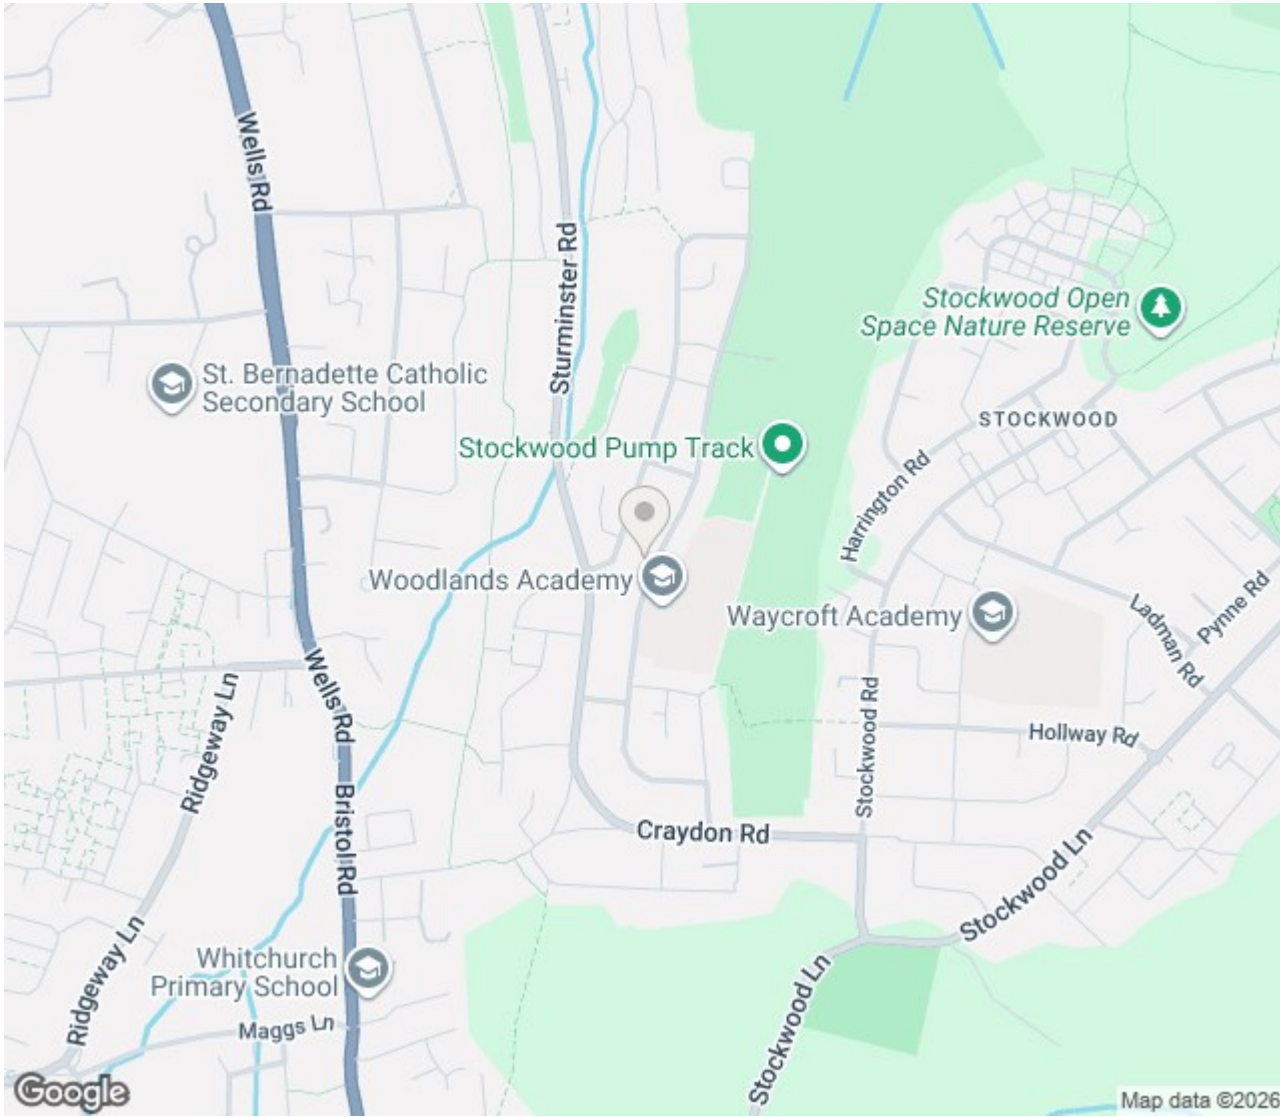 Wells Rd
Sturminster Rd
Stockwood Open
Space Nature Reserve
St. Bernadette Catholic
Secondary School
STOCKWOOD
Stockwood Pump Track
Harrington Rd
Woodlands Academy
Waycroft Academy
Ladman Rd
Pynne Rd
Wells Rd
Ridgeway Ln
Stockwood Rd
Hollway Rd
Bristol Rd
Craydon Rd
Stockwood Ln
Ridgeway Ln
Whitchurch
Primary School
Stockwood Ln
Maggs Ln
Google
Map data ©2026